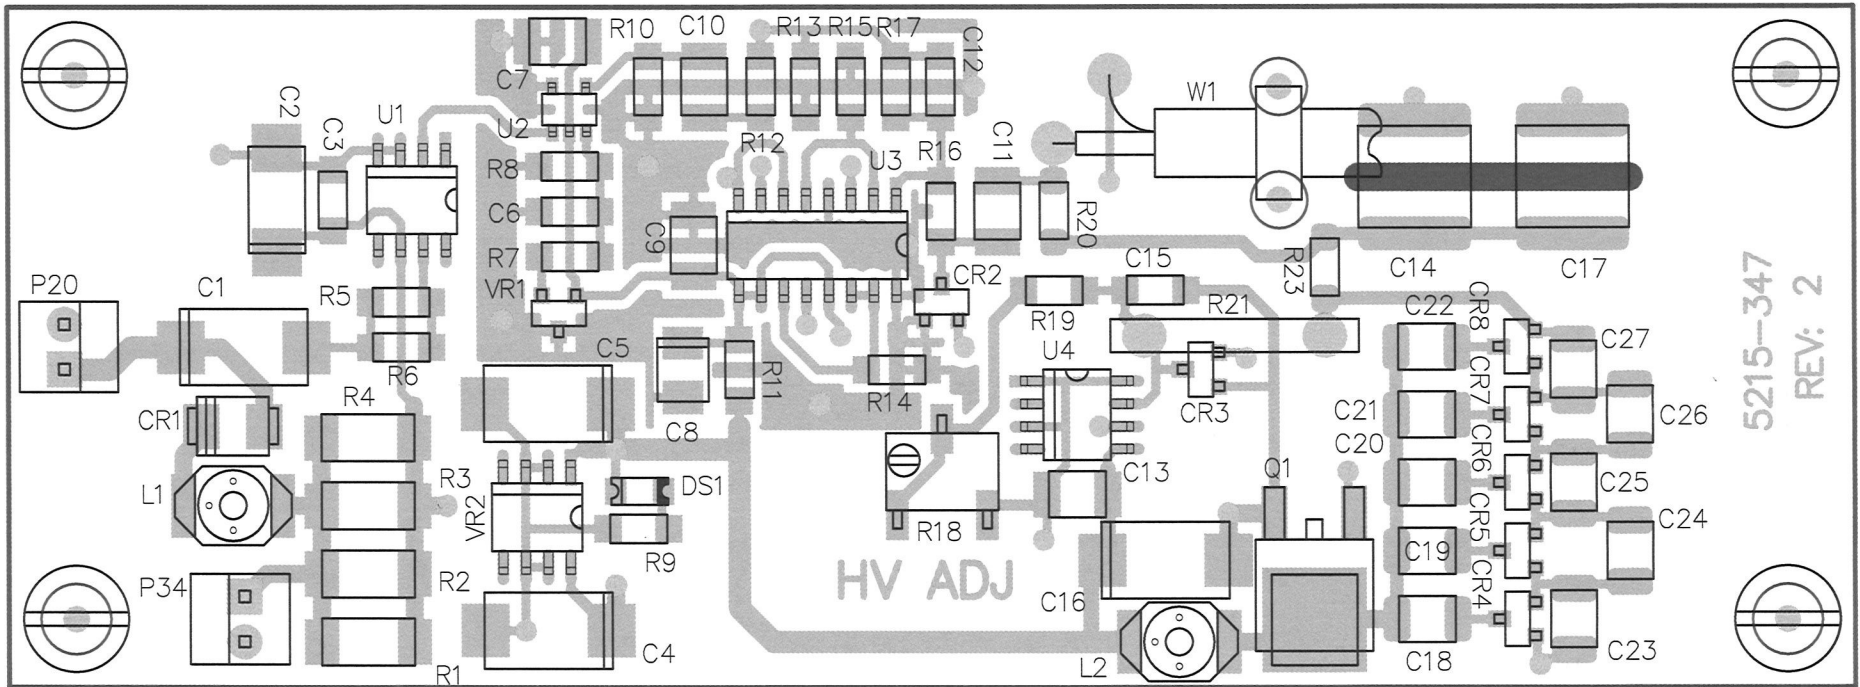 R10
C10
R13
R15
R17
C12
C7
C2
C3
U1
U2
R8
R12
U3
R16
C11
W1
C6
R7
C9
VR1
R20
CR2
C15
R23
C14
C17
5215-347
REV: 2
P20
C1
R5
R6
C5
R11
R14
R19
R21
U4
CR3
C22
CR8
C27
C21
CR7
C26
C20
CR6
C25
CR1
R4
C8
L1
R3
VR2
DS1
R9
R18
C13
Q1
CR5
C24
C19
CR4
P34
R2
R1
C4
HV ADJ
C16
L2
C18
C23